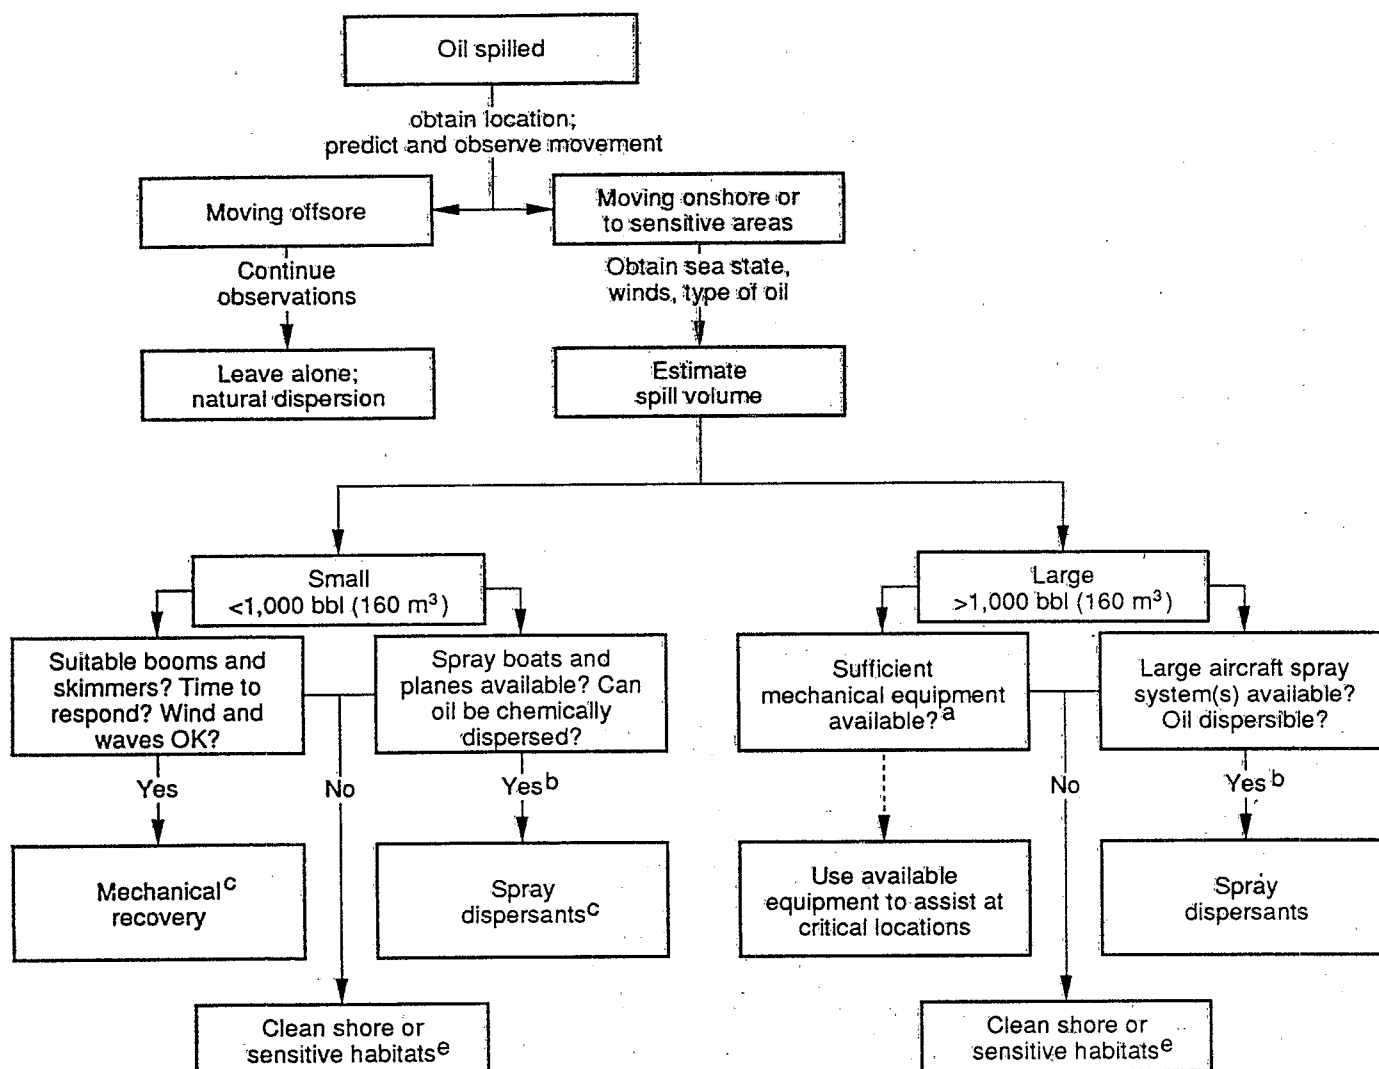 Oil spilled
obtain location;
predict and observe movement
Moving offsore
Moving onshore or
to sensitive areas
Continue
observations
Obtain sea state,
winds, type of oil
Leave alone;
natural dispersion
Estimate
spill volume
Small
<1,000 bbl (160 m³)
Large
>1,000 bbl (160 m³)
Suitable booms and
skimmers? Time to
respond? Wind and
waves OK?
Spray boats and
planes available? Can
oil be chemically
dispersed?
Sufficient
mechanical equipment
available?a
Large aircraft spray
system(s) available?
Oil dispersible?
Yes
No
Yesb
No
Yesb
Mechanicalc
recovery
Spray
dispersantsc
Use available
equipment to assist at
critical locations
Spray
dispersants
Clean shore or
sensitive habitatse
Clean shore or
sensitive habitatse